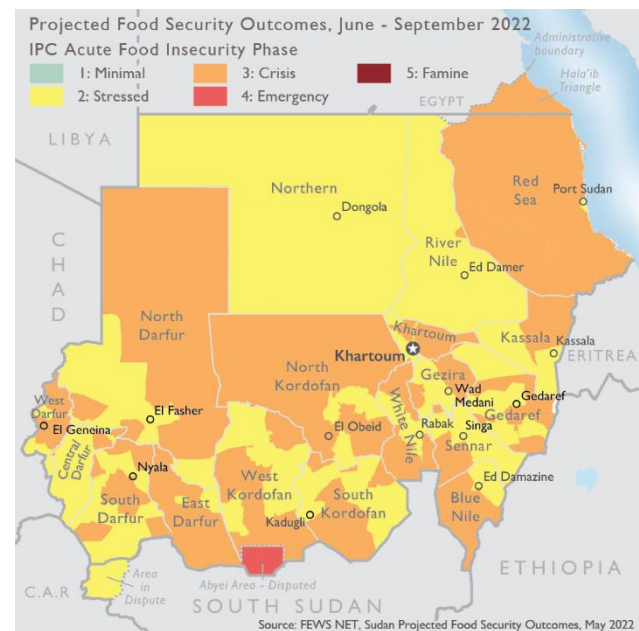 Projected Food Security Outcomes, June - September 2022
IPC Acute Food Insecurity Phase
1: Minimal
3: Crisis
5: Famine
2: Stressed
4: Emergency
Administrative
boundary
Hala'ib
Triangle
EGYPT
LIBYA
Northern
Dongola
Red
Sea
Port Sudan
River
Nile
Ed Damer
CHAD
North
Darfur
Khartoum
Khartoum
Kassala
Kassala
ERITREA
North
Kordofan
Gezira
Wad
Medani
Gedaref
Gedaref
West
Darfur
El Geneina
El Fasher
White Nile
El Obeid
Rabak
Singa
Sennar
Central
Darfur
Nyala
West
Kordofan
Ed Damazine
South
Darfur
East
Darfur
South
Kordofan
Kadugli
Blue
Nile
ETHIOPIA
C.A.R
Area
in
Dispute
Abyei Area - Disputed
SOUTH SUDAN
Source: FEWS NET, Sudan Projected Food Security Outcomes, May 2022